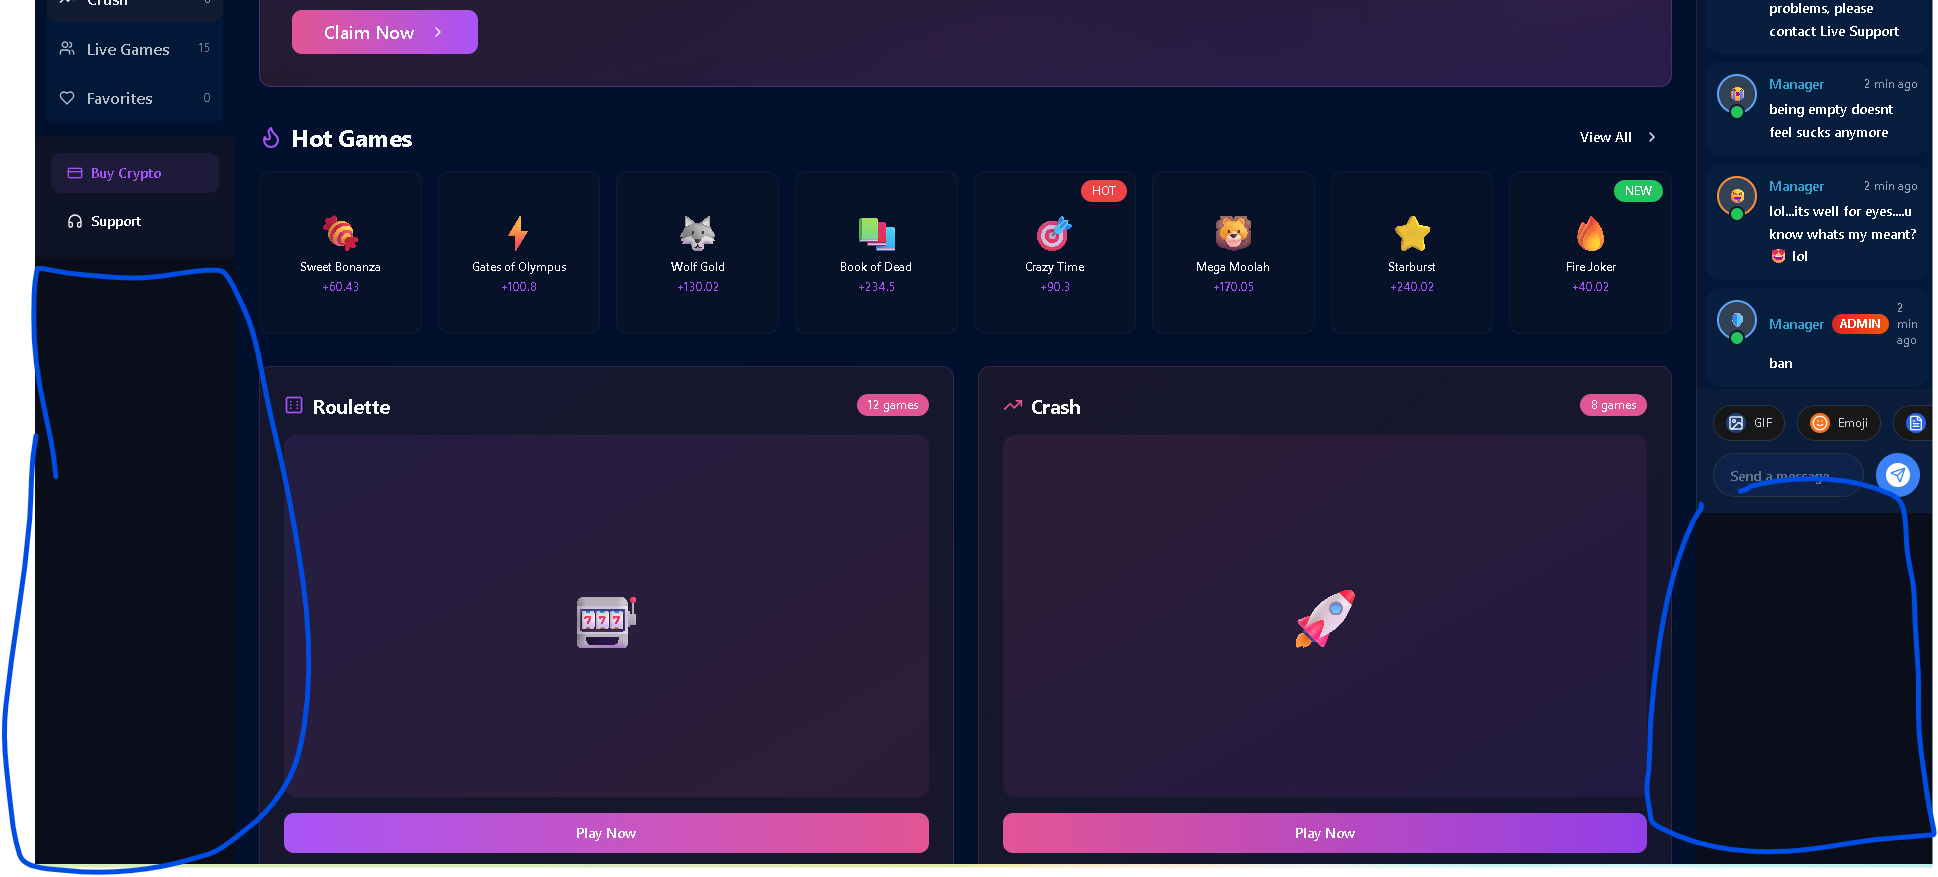 Crush
Live Games 15
Favorites 0
Buy Crypto
Support
Claim Now
Hot Games
View All
HOT
NEW
Sweet Bonanza
+60.43
Gates of Olympus
+100.8
Wolf Gold
+130.02
Book of Dead
+234.5
Crazy Time
+90.3
Mega Moolah
+170.05
Starburst
+240.02
Fire Joker
+40.02
Roulette
12 games
777
Play Now
Crash
8 games
Play Now
problems, please
contact Live Support
Manager 2 min ago
being empty doesnt
feel sucks anymore
Manager 2 min ago
lol...its well for eyes....u
know whats my meant?
🤩 lol
Manager ADMIN 2 min ago
ban
GIF
Emoji
Send a message